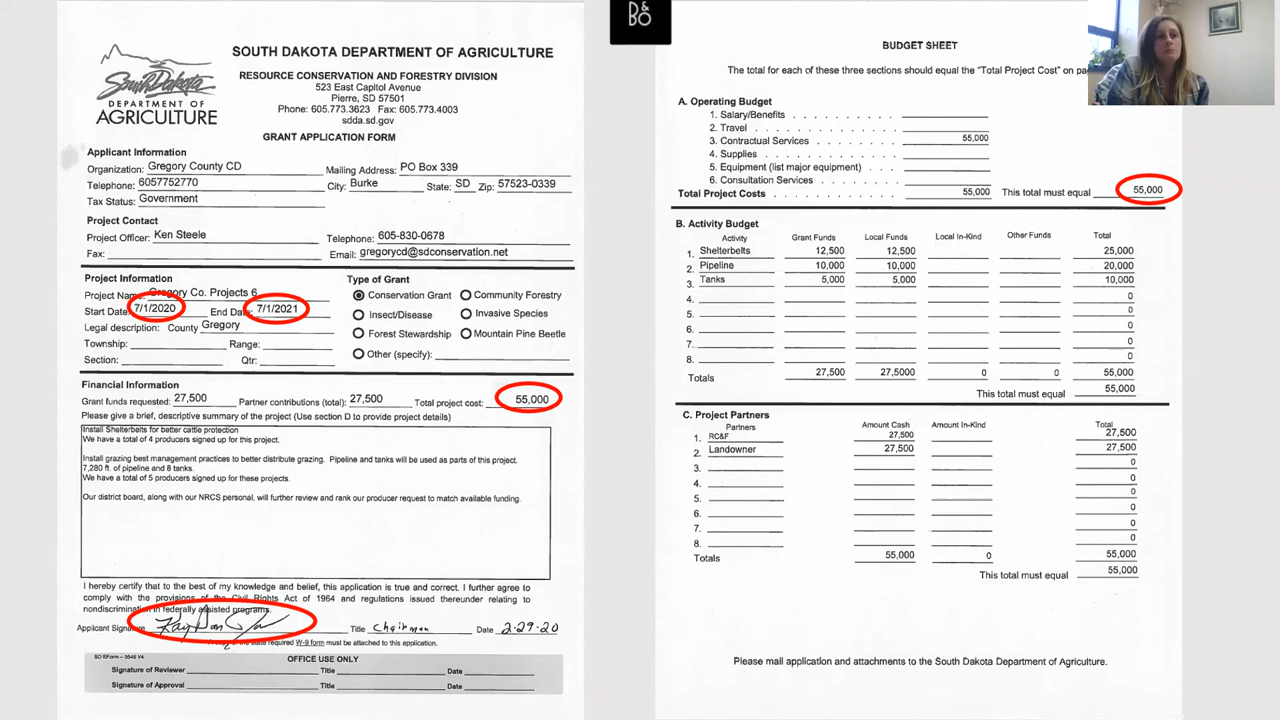 SOUTH DAKOTA DEPARTMENT OF AGRICULTURE
RESOURCE CONSERVATION AND FORESTRY DIVISION
523 East Capitol Avenue
Pierre, SD 57501
Phone: 605.773.3623 Fax: 605.773.4003
sdda.sd.gov
GRANT APPLICATION FORM
South Dakota
DEPARTMENT OF
AGRICULTURE
Applicant Information
Organization: Gregory County CD Mailing Address: PO Box 339
Telephone: 6057752770 City: Burke State: SD Zip: 57523-0339
Tax Status: Government
Project Contact
Project Officer: Ken Steele Telephone: 605-830-0678
Fax: Email: gregorycd@sdconservation.net
Project Information Type of Grant
Project Name: Gregory Co. Projects 6 Conservation Grant Community Forestry
Start Date: 7/1/2020 End Date: 7/1/2021 Insect/Disease Invasive Species
Legal description: County Gregory Forest Stewardship Mountain Pine Beetle
Township: Range: Other (specify):
Section: Qtr:
Financial Information
Grant funds requested: 27,500 Partner contributions (total): 27,500 Total project cost: 55,000
Please give a brief, descriptive summary of the project (Use section D to provide project details)
Install Shelterbelts for better cattle protection
We have a total of 4 producers signed up for this project.
Install grazing best management practices to better distribute grazing. Pipeline and tanks will be used as parts of this project.
7,280 ft. of pipeline and 8 tanks.
We have a total of 5 producers signed up for these projects.
Our district board, along with our NRCS personal, will further review and rank our producer request to match available funding.
I hereby certify that to the best of my knowledge and belief, this application is true and correct. I further agree to
comply with the provisions of the Civil Rights Act of 1964 and regulations issued thereunder relating to
nondiscrimination in federally assisted programs.
Applicant Signature Title Chairman Date 2-29-20
required W-9 form must be attached to this application.
SD EForm - 0648 V4 OFFICE USE ONLY
Signature of Reviewer Title Date
Signature of Approval Title Date
D&
BO
BUDGET SHEET
The total for each of these three sections should equal the "Total Project Cost" on
A. Operating Budget
1. Salary/Benefits
2. Travel
3. Contractual Services 55,000
4. Supplies
5. Equipment (list major equipment)
6. Consultation Services
Total Project Costs 55,000 This total must equal 55,000
B. Activity Budget
Activity Grant Funds Local Funds Local In-Kind Other Funds Total
1. Shelterbelts 12,500 12,500 25,000
2. Pipeline 10,000 10,000 20,000
3. Tanks 5,000 5,000 10,000
4. 0
5. 0
6. 0
7. 0
8. 0
Totals 27,500 27,5000 0 0 55,000
This total must equal 55,000
C. Project Partners
Partners Amount Cash Amount In-Kind Total
1. RC&F 27,500 27,500
2. Landowner 27,500 27,500
3. 0
4. 0
5. 0
6. 0
7. 0
8. 0
Totals 55,000 0 55,000
This total must equal 55,000
Please mail application and attachments to the South Dakota Department of Agriculture.